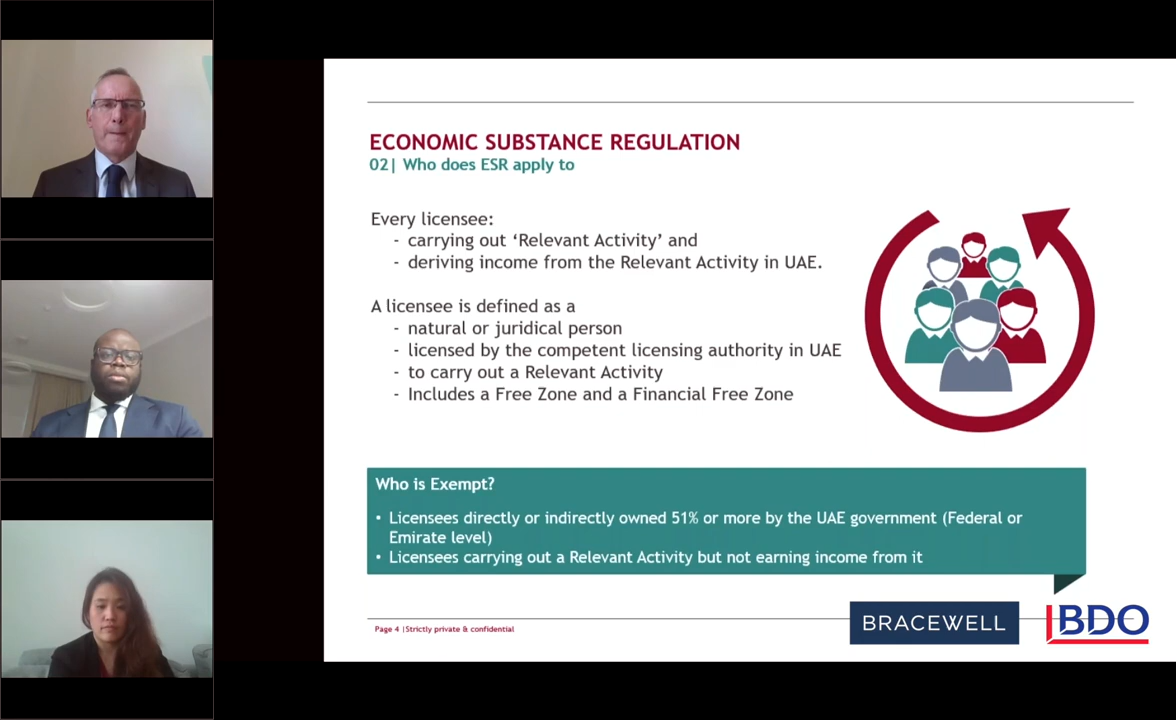 ECONOMIC SUBSTANCE REGULATION
02| Who does ESR apply to
Every licensee:
- carrying out ‘Relevant Activity’ and
- deriving income from the Relevant Activity in UAE.
A licensee is defined as a
- natural or juridical person
- licensed by the competent licensing authority in UAE
- to carry out a Relevant Activity
- Includes a Free Zone and a Financial Free Zone
Who is Exempt?
• Licensees directly or indirectly owned 51% or more by the UAE government (Federal or
Emirate level)
• Licensees carrying out a Relevant Activity but not earning income from it
Page 4 |Strictly private & confidential
BRACEWELL
BDO